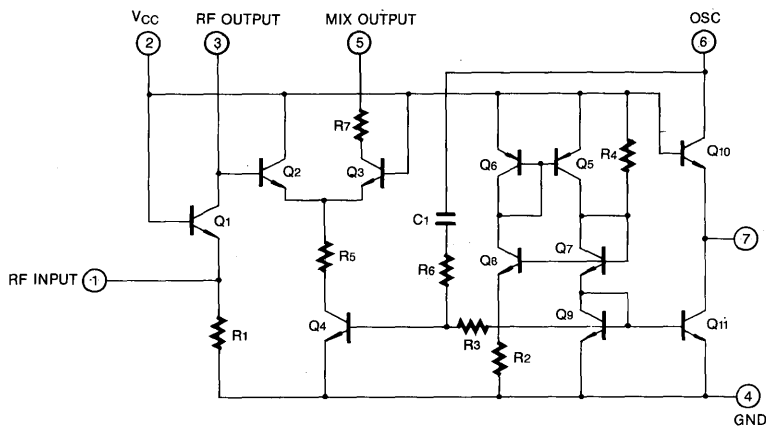 VCC RF OUTPUT MIX OUTPUT OSC
2 3 5 6
R7
Q2 Q3 Q6 Q5 R4 Q10
C1
Q1
R5 R6 Q8 Q7 7
RF INPUT 1
R1 Q4 R3 R2 Q9 Q11
4
GND